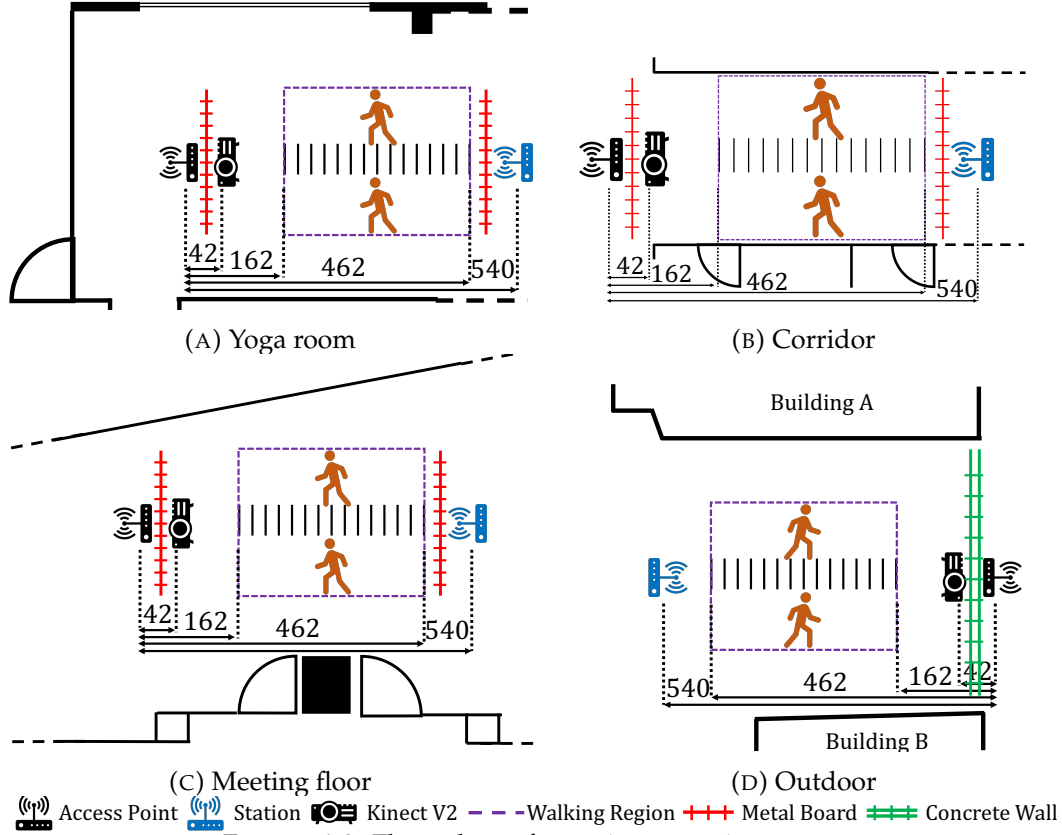 42
162
462
540
(A) Yoga room
42
162
462
540
(B) Corridor
42
162
462
540
(C) Meeting floor
Building A
42
162
462
540
Building B
(D) Outdoor
Access Point Station Kinect V2 Walking Region Metal Board Concrete Wall